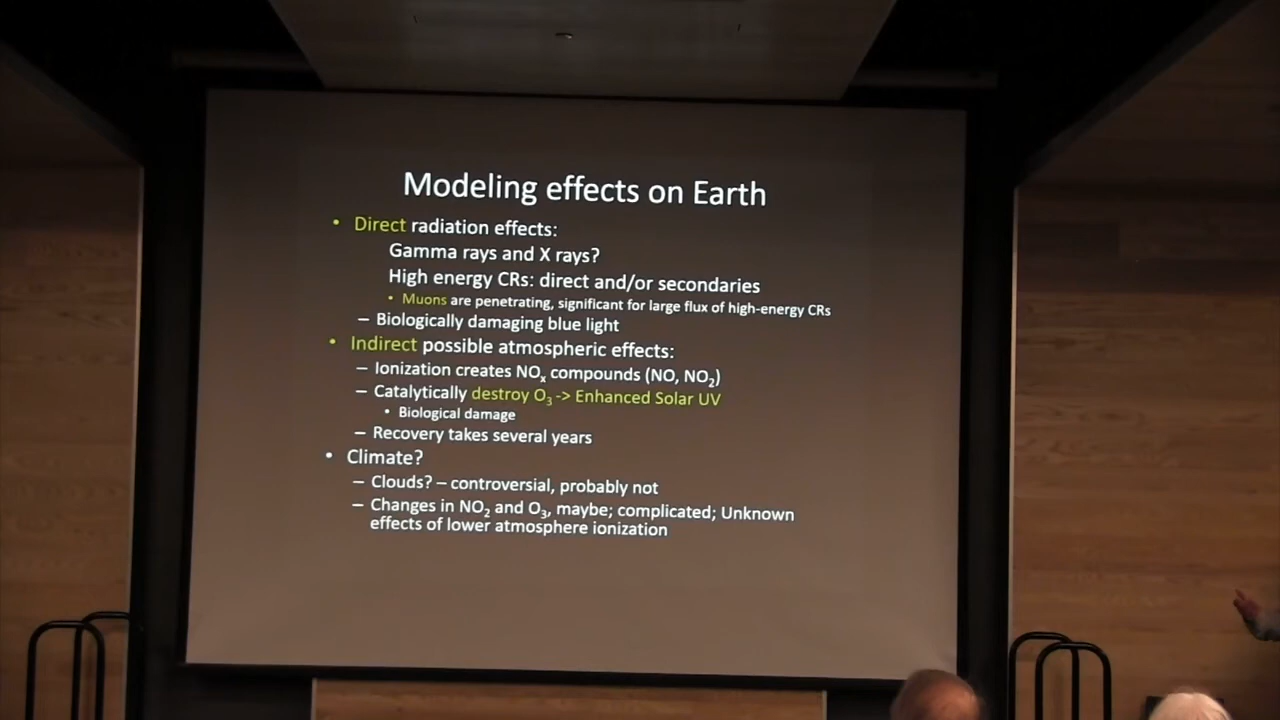 Modeling effects on Earth
• Direct radiation effects:
Gamma rays and X rays?
High energy CRs: direct and/or secondaries
• Muons are penetrating, significant for large flux of high-energy CRs
– Biologically damaging blue light
• Indirect possible atmospheric effects:
– Ionization creates NOₓ compounds (NO, NO₂)
– Catalytically destroy O₃ -> Enhanced Solar UV
• Biological damage
– Recovery takes several years
• Climate?
– Clouds? – controversial, probably not
– Changes in NO₂ and O₃, maybe; complicated; Unknown
effects of lower atmosphere ionization